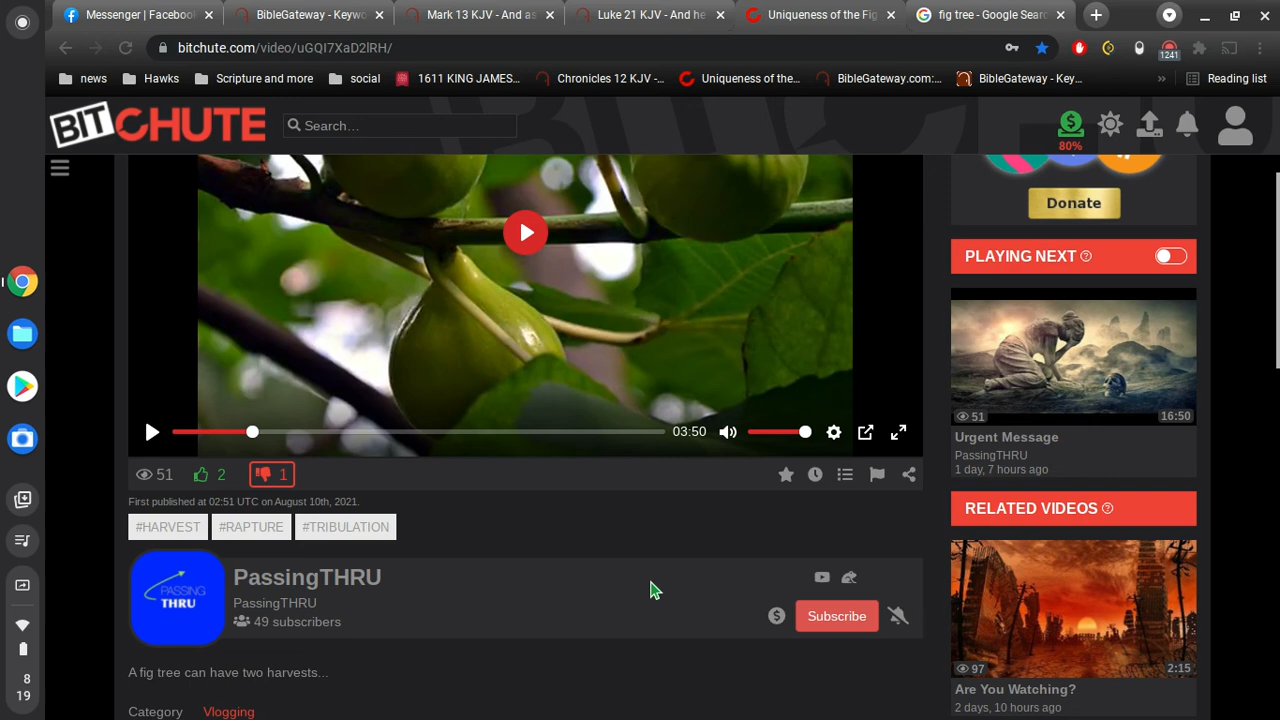 Messenger | Facebook
BibleGateway - Keywo
Mark 13 KJV - And as
Luke 21 KJV - And he
Uniqueness of the Fig
fig tree - Google Searc
bitchute.com/video/uGQI7XaD2lRH/
1241
news
Hawks
Scripture and more
social
1611 KING JAMES...
Chronicles 12 KJV -...
Uniqueness of the...
BibleGateway.com:...
BibleGateway - Key...
»
Reading list
BITCHUTE
Search...
80%
Donate
PLAYING NEXT
03:50
51
16:50
Urgent Message
PassingTHRU
1 day, 7 hours ago
51
2
1
First published at 02:51 UTC on August 10th, 2021.
#HARVEST
#RAPTURE
#TRIBULATION
RELATED VIDEOS
PASSING
THRU
PassingTHRU
PassingTHRU
49 subscribers
Subscribe
97
2:15
Are You Watching?
2 days, 10 hours ago
A fig tree can have two harvests...
Category
Vlogging
8
19